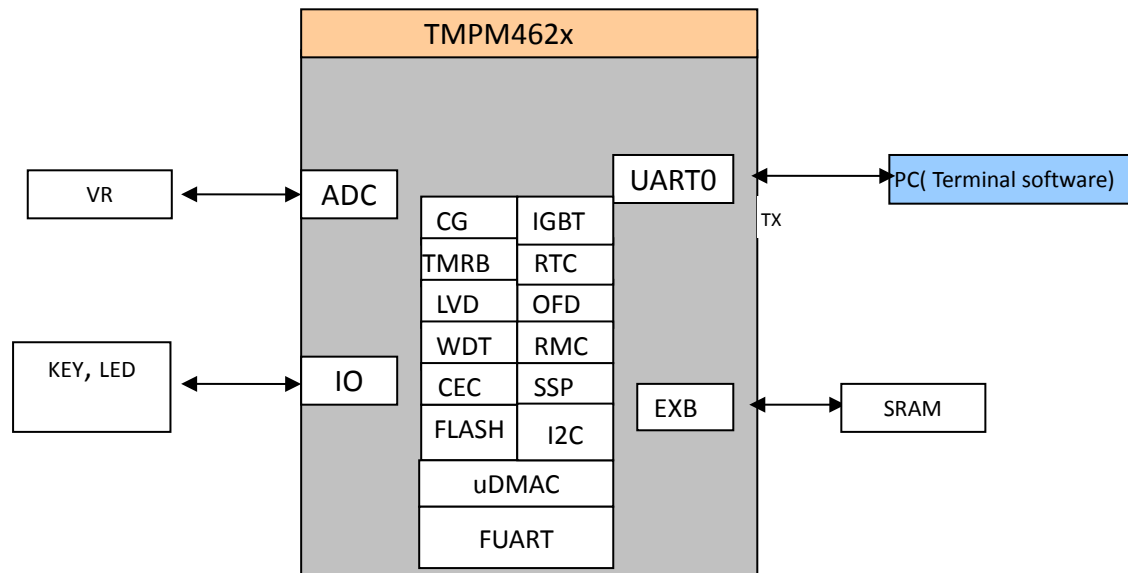 TMPM462x
VR
ADC
UART0
PC( Terminal software)
TX
CG
IGBT
TMRB
RTC
LVD
OFD
WDT
RMC
CEC
SSP
FLASH
I2C
uDMAC
FUART
KEY, LED
IO
EXB
SRAM